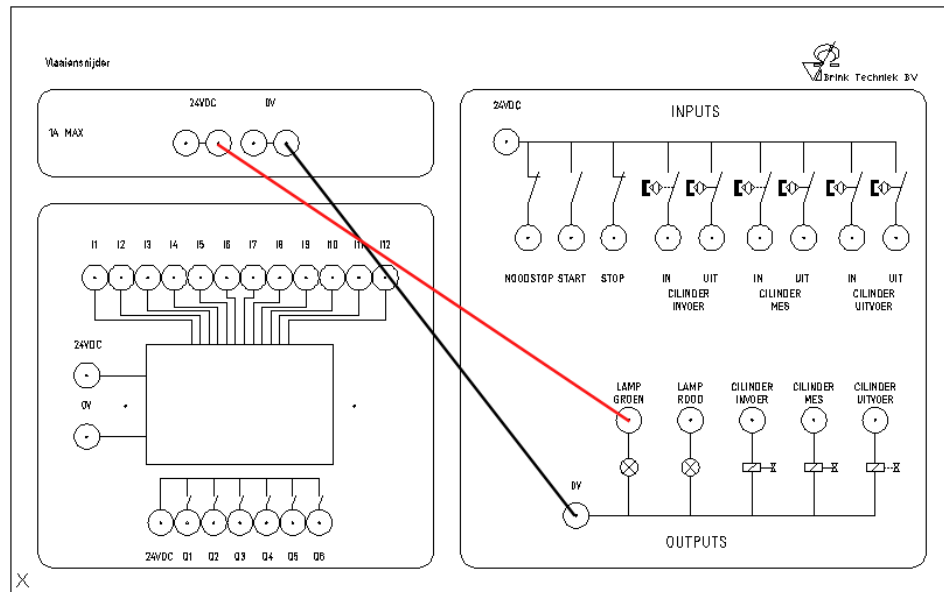 Vlaaiensnijder
Brink Techniek BV
24VDC 0V
1A MAX
24VDC
INPUTS
I1 I2 I3 I4 I5 I6 I7 I8 I9 I10 I11 I12
NOODSTOP START STOP IN UIT IN UIT IN UIT
CILINDER CILINDER CILINDER
INVOER MES UITVOER
24VDC
0V
LAMP LAMP CILINDER CILINDER CILINDER
GROEN ROOD INVOER MES UITVOER
0V
OUTPUTS
24VDC Q1 Q2 Q3 Q4 Q5 Q6
X